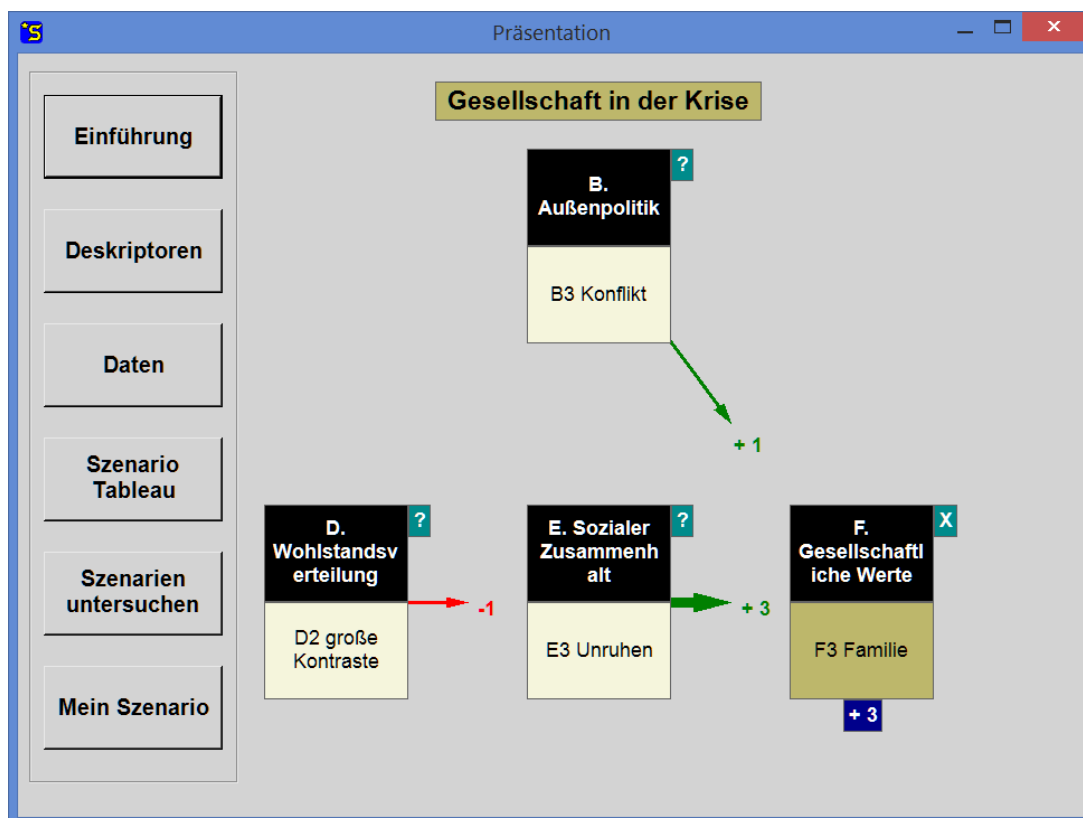 S
Präsentation
Einführung
Deskriptoren
Daten
Szenario
Tableau
Szenarien
untersuchen
Mein Szenario
Gesellschaft in der Krise
B.
Außenpolitik
?
B3 Konflikt
+ 1
D.
Wohlstandsv
erteilung
?
D2 große
Kontraste
-1
E. Sozialer
Zusammenh
alt
?
E3 Unruhen
+ 3
F.
Gesellschaftl
iche Werte
X
F3 Familie
+ 3